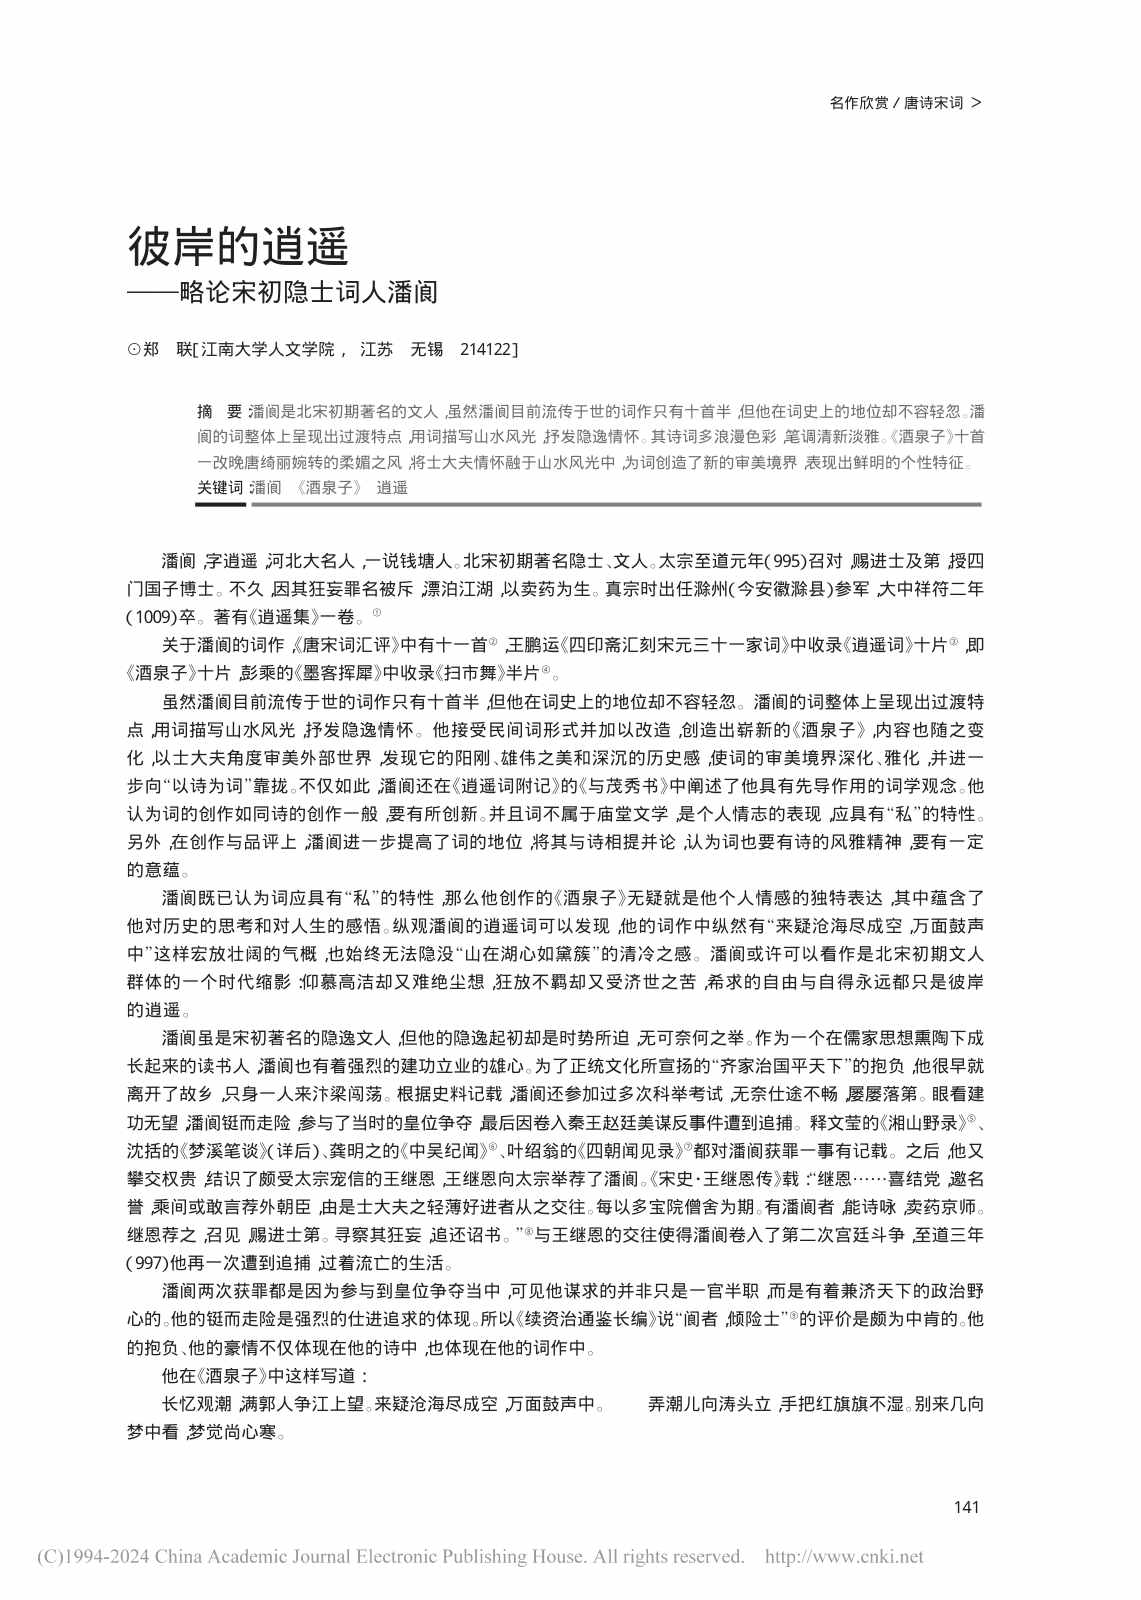 名作欣赏 / 唐诗宋词 >
彼岸的逍遥
——略论宋初隐士词人潘阆
⊙郑　联[江南大学人文学院， 江苏　无锡　214122]
摘　要：潘阆是北宋初期著名的文人，虽然潘阆目前流传于世的词作只有十首半，但他在词史上的地位却不容轻忽。潘
阆的词整体上呈现出过渡特点，用词描写山水风光，抒发隐逸情怀。其诗词多浪漫色彩，笔调清新淡雅。《酒泉子》十首
一改晚唐绮丽婉转的柔媚之风，将士大夫情怀融于山水风光中，为词创造了新的审美境界，表现出鲜明的个性特征。
关键词：潘阆　《酒泉子》　逍遥
潘阆，字逍遥，河北大名人，一说钱塘人。北宋初期著名隐士、文人。太宗至道元年(995)召对，赐进士及第，授四
门国子博士。不久，因其狂妄罪名被斥，漂泊江湖，以卖药为生。真宗时出任滁州(今安徽滁县)参军，大中祥符二年
(1009)卒。著有《逍遥集》一卷。①
关于潘阆的词作，《唐宋词汇评》中有十一首②，王鹏运《四印斋汇刻宋元三十一家词》中收录《逍遥词》十片③，即
《酒泉子》十片，彭乘的《墨客挥犀》中收录《扫市舞》半片④。
虽然潘阆目前流传于世的词作只有十首半，但他在词史上的地位却不容轻忽。潘阆的词整体上呈现出过渡特
点，用词描写山水风光，抒发隐逸情怀。他接受民间词形式并加以改造，创造出崭新的《酒泉子》，内容也随之变
化，以士大夫角度审美外部世界，发现它的阳刚、雄伟之美和深沉的历史感，使词的审美境界深化、雅化，并进一
步向“以诗为词”靠拢。不仅如此，潘阆还在《逍遥词附记》的《与茂秀书》中阐述了他具有先导作用的词学观念。他
认为词的创作如同诗的创作一般，要有所创新。并且词不属于庙堂文学，是个人情志的表现，应具有“私”的特性。
另外，在创作与品评上，潘阆进一步提高了词的地位，将其与诗相提并论，认为词也要有诗的风雅精神，要有一定
的意蕴。
潘阆既已认为词应具有“私”的特性，那么他创作的《酒泉子》无疑就是他个人情感的独特表达，其中蕴含了
他对历史的思考和对人生的感悟。纵观潘阆的逍遥词可以发现，他的词作中纵然有“来疑沧海尽成空，万面鼓声
中”这样宏放壮阔的气概，也始终无法隐没“山在湖心如黛簇”的清冷之感。潘阆或许可以看作是北宋初期文人
群体的一个时代缩影：仰慕高洁却又难绝尘想，狂放不羁却又受济世之苦，希求的自由与自得永远都只是彼岸
的逍遥。
潘阆虽是宋初著名的隐逸文人，但他的隐逸起初却是时势所迫，无可奈何之举。作为一个在儒家思想熏陶下成
长起来的读书人，潘阆也有着强烈的建功立业的雄心。为了正统文化所宣扬的“齐家治国平天下”的抱负，他很早就
离开了故乡，只身一人来汴梁闯荡。根据史料记载，潘阆还参加过多次科举考试，无奈仕途不畅，屡屡落第。眼看建
功无望，潘阆铤而走险，参与了当时的皇位争夺，最后因卷入秦王赵廷美谋反事件遭到追捕。释文莹的《湘山野录》⑤、
沈括的《梦溪笔谈》(详后)、龚明之的《中吴纪闻》⑥、叶绍翁的《四朝闻见录》⑦都对潘阆获罪一事有记载。之后，他又
攀交权贵，结识了颇受太宗宠信的王继恩，王继恩向太宗举荐了潘阆。《宋史·王继恩传》载：“继恩……喜结党，邀名
誉，乘间或敢言荐外朝臣，由是士大夫之轻薄好进者从之交往。每以多宝院僧舍为期。有潘阆者，能诗咏，卖药京师。
继恩荐之，召见，赐进士第。寻察其狂妄，追还诏书。”⑧与王继恩的交往使得潘阆卷入了第二次宫廷斗争，至道三年
(997)他再一次遭到追捕，过着流亡的生活。
潘阆两次获罪都是因为参与到皇位争夺当中，可见他谋求的并非只是一官半职，而是有着兼济天下的政治野
心的。他的铤而走险是强烈的仕进追求的体现。所以《续资治通鉴长编》说“阆者，倾险士”⑨的评价是颇为中肯的。他
的抱负、他的豪情不仅体现在他的诗中，也体现在他的词作中。
他在《酒泉子》中这样写道：
长忆观潮，满郭人争江上望。来疑沧海尽成空，万面鼓声中。　　弄潮儿向涛头立，手把红旗旗不湿。别来几向
梦中看，梦觉尚心寒。
141
(C)1994-2024 China Academic Journal Electronic Publishing House. All rights reserved.　http://www.cnki.net